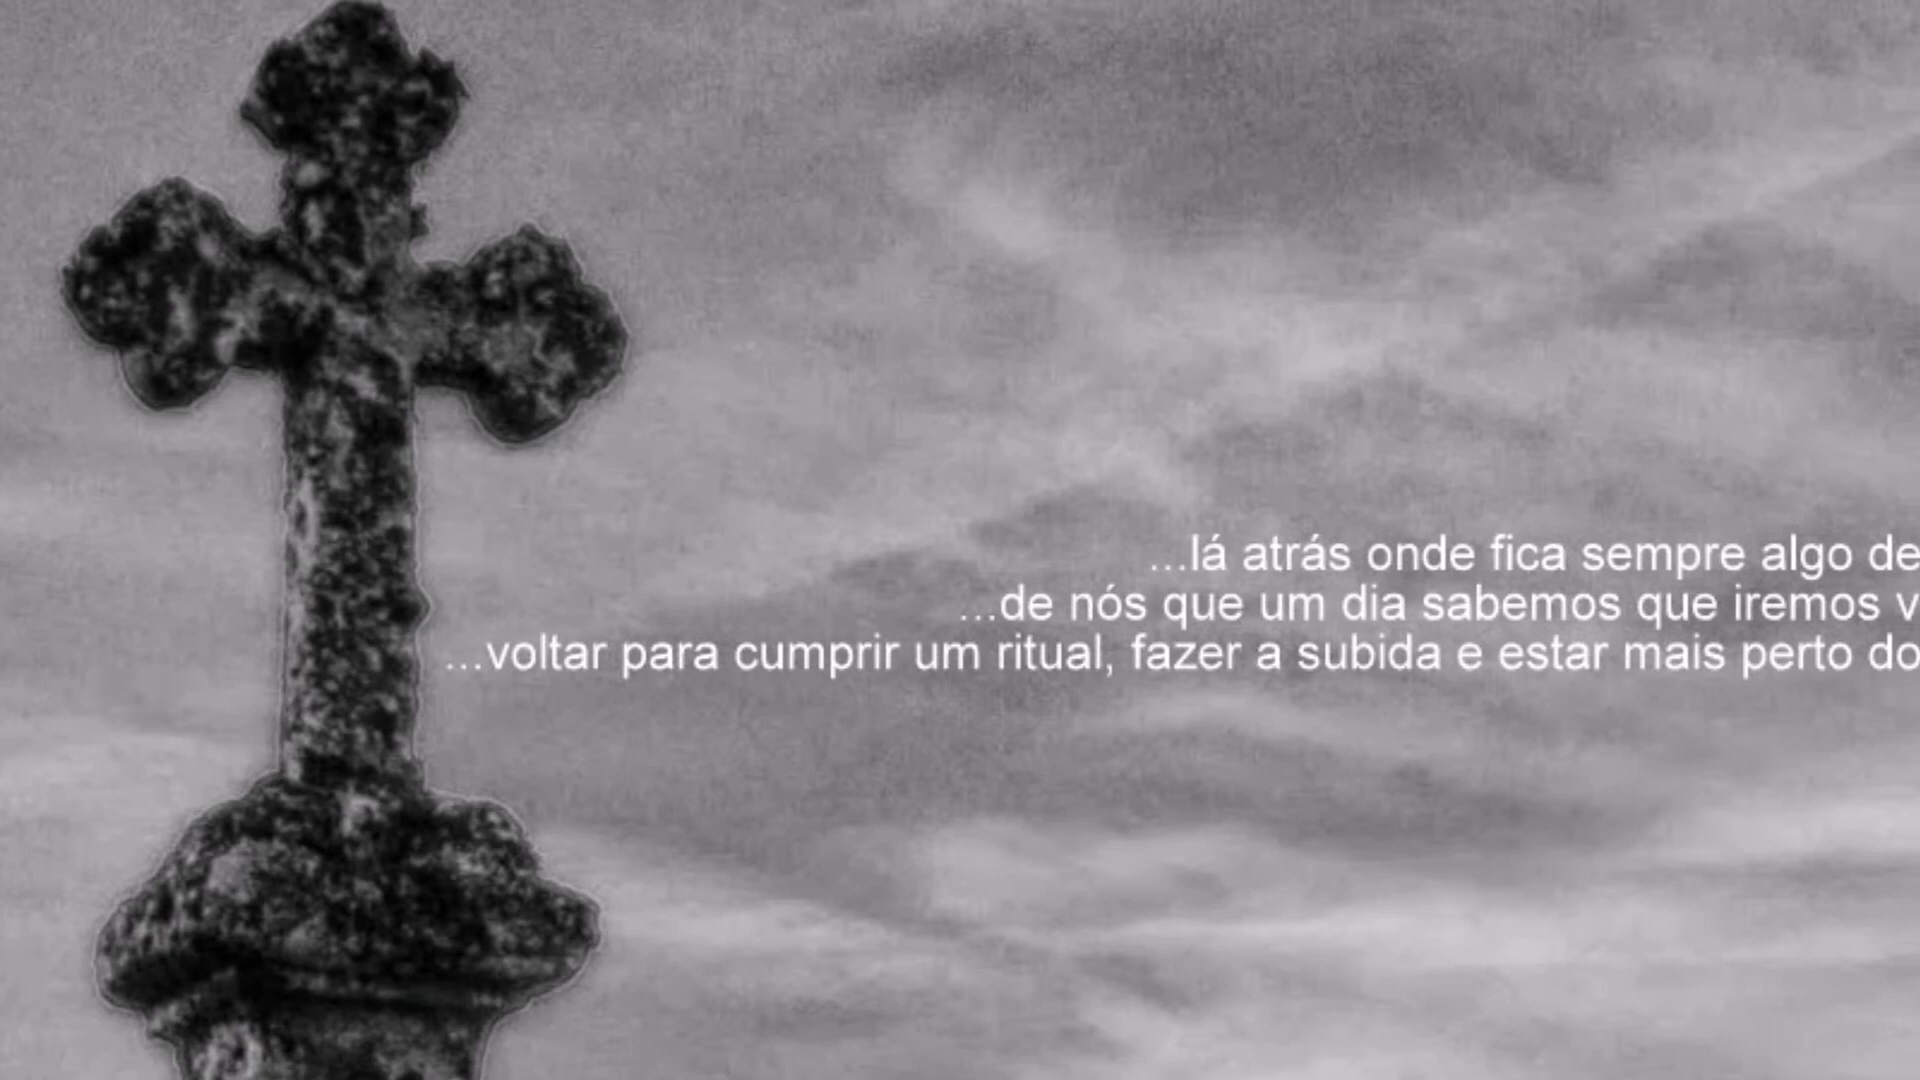 ...lá atrás onde fica sempre algo de
...de nós que um dia sabemos que iremos v
...voltar para cumprir um ritual, fazer a subida e estar mais perto do